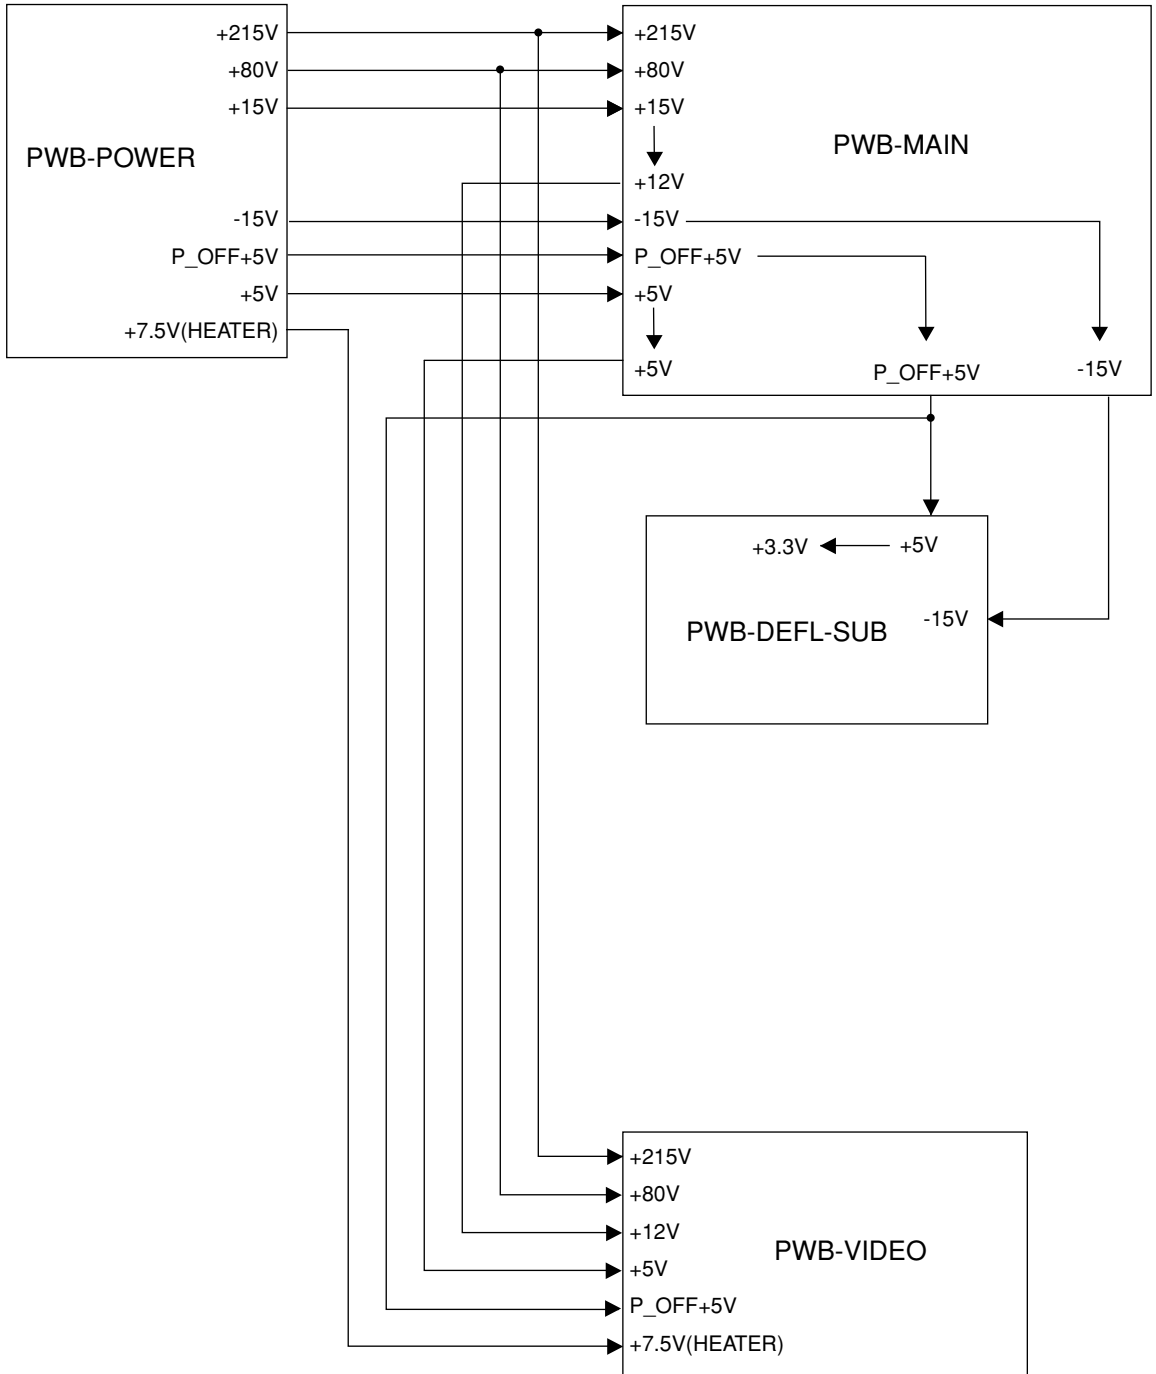 +215V
+80V
+15V
PWB-POWER
-15V
P_OFF+5V
+5V
+7.5V(HEATER)
+215V
+80V
+15V
PWB-MAIN
+12V
-15V
P_OFF+5V
+5V
+5V
P_OFF+5V
-15V
+3.3V
+5V
-15V
PWB-DEFL-SUB
+215V
+80V
+12V
PWB-VIDEO
+5V
P_OFF+5V
+7.5V(HEATER)